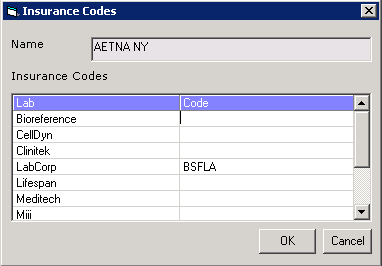 Insurance Codes
Name AETNA NY
Insurance Codes
Lab Code
Bioreference
CellDyn
Clinitek
LabCorp BSFLA
Lifespan
Meditech
Miii
OK Cancel